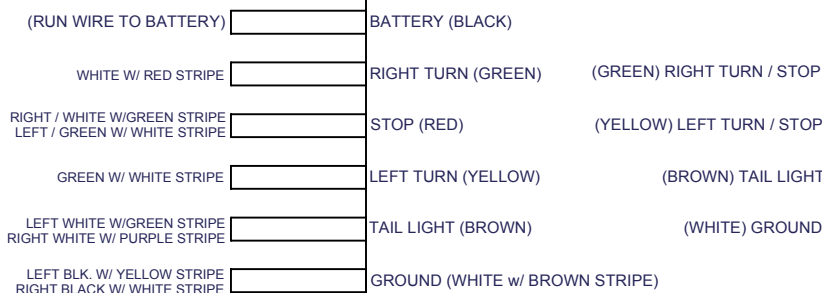 (RUN WIRE TO BATTERY) BATTERY (BLACK)
WHITE W/ RED STRIPE RIGHT TURN (GREEN) (GREEN) RIGHT TURN / STOP
RIGHT / WHITE W/GREEN STRIPE
LEFT / GREEN W/ WHITE STRIPE STOP (RED) (YELLOW) LEFT TURN / STOP
GREEN W/ WHITE STRIPE LEFT TURN (YELLOW) (BROWN) TAIL LIGHT
LEFT WHITE W/GREEN STRIPE
RIGHT WHITE W/ PURPLE STRIPE TAIL LIGHT (BROWN) (WHITE) GROUND
LEFT BLK. W/ YELLOW STRIPE
RIGHT BLACK W/ WHITE STRIPE GROUND (WHITE w/ BROWN STRIPE)